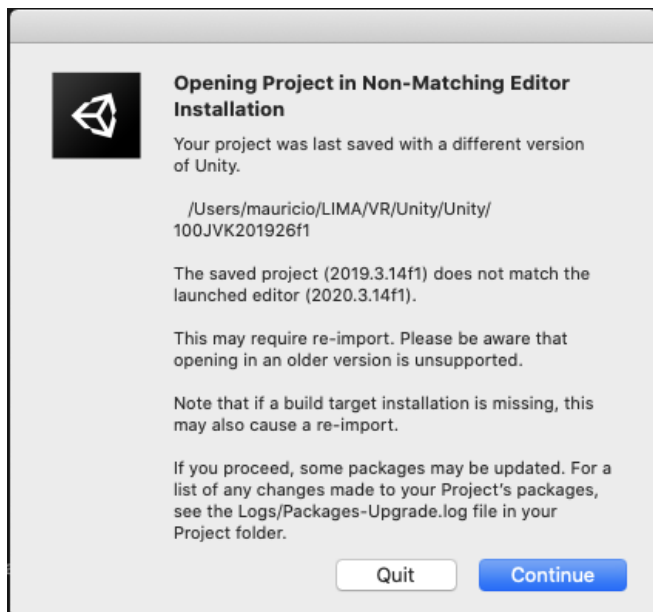 Opening Project in Non-Matching Editor
Installation
Your project was last saved with a different version
of Unity.
/Users/mauricio/LIMA/VR/Unity/Unity/
100JVK201926f1
The saved project (2019.3.14f1) does not match the
launched editor (2020.3.14f1).
This may require re-import. Please be aware that
opening in an older version is unsupported.
Note that if a build target installation is missing, this
may also cause a re-import.
If you proceed, some packages may be updated. For a
list of any changes made to your Project's packages,
see the Logs/Packages-Upgrade.log file in your
Project folder.
Quit Continue